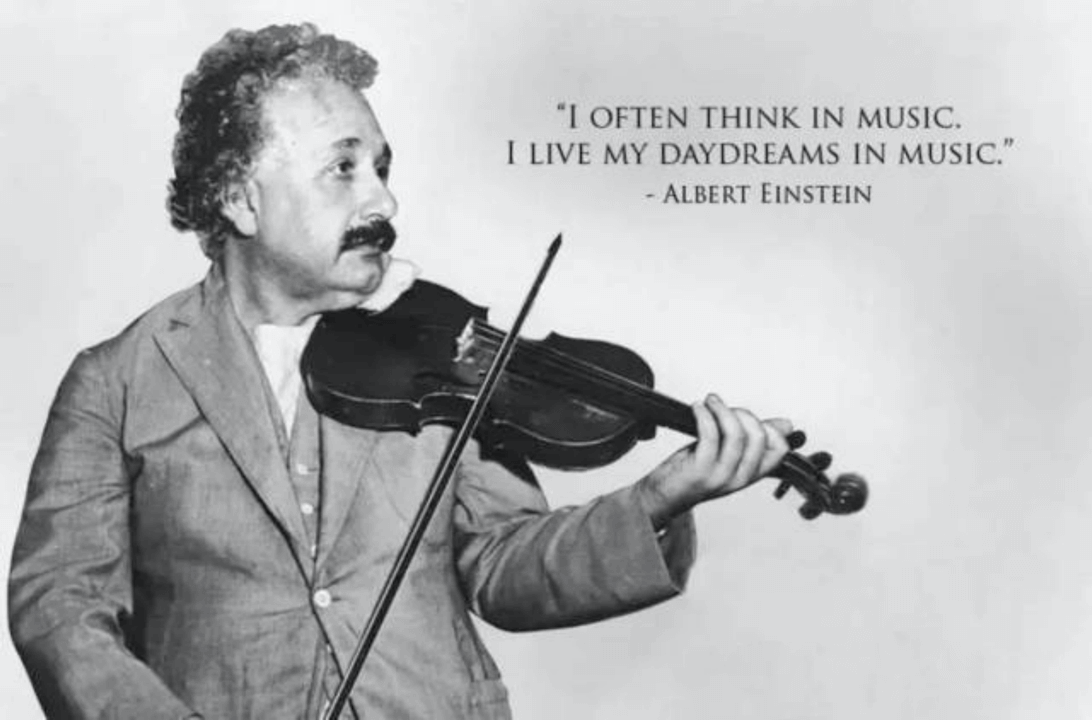 “I OFTEN THINK IN MUSIC.
I LIVE MY DAYDREAMS IN MUSIC.”
- ALBERT EINSTEIN